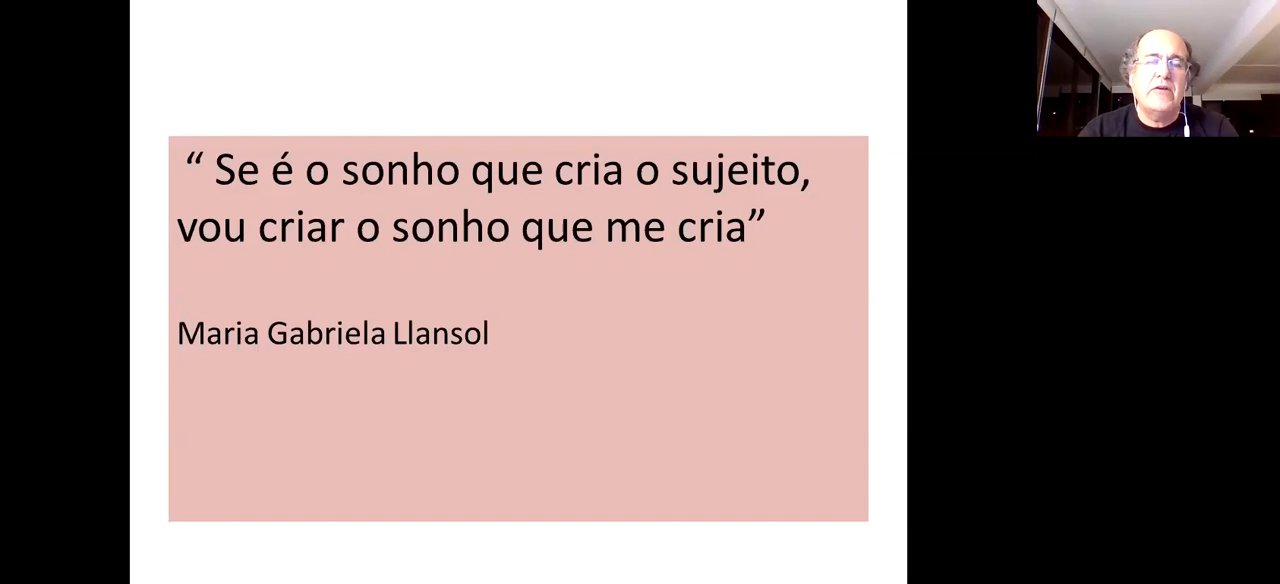 “ Se é o sonho que cria o sujeito,
vou criar o sonho que me cria”
Maria Gabriela Llansol